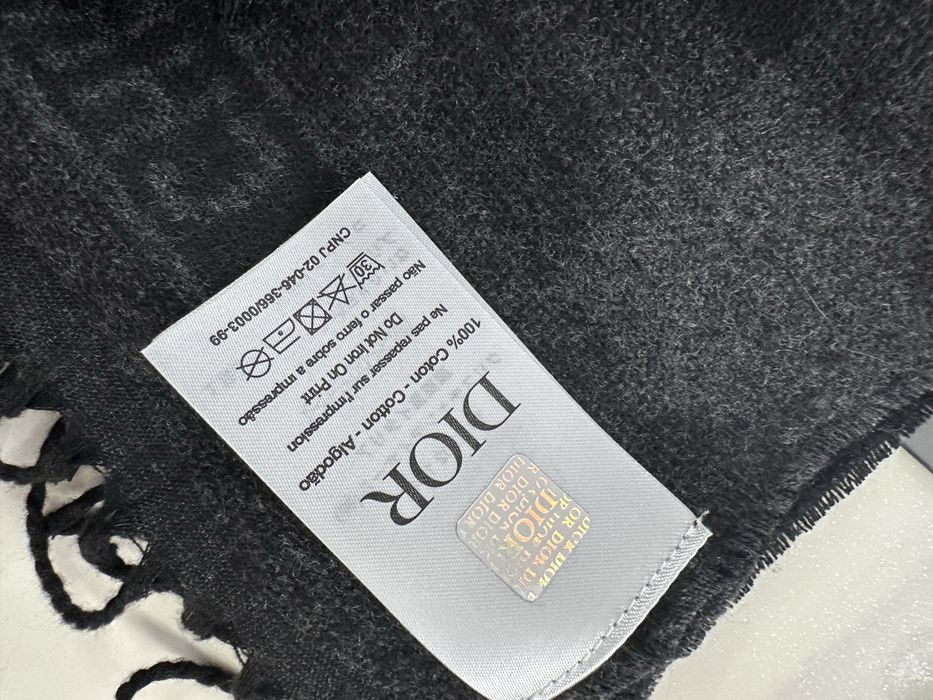 DIOR
DIOR
100% Coton - Cotton - Algodão
Ne pas repasser sur l'impression
Do Not Iron On Print
Não passar o ferro sobre a impressão
30
CNPJ 02-046-366/0003-99